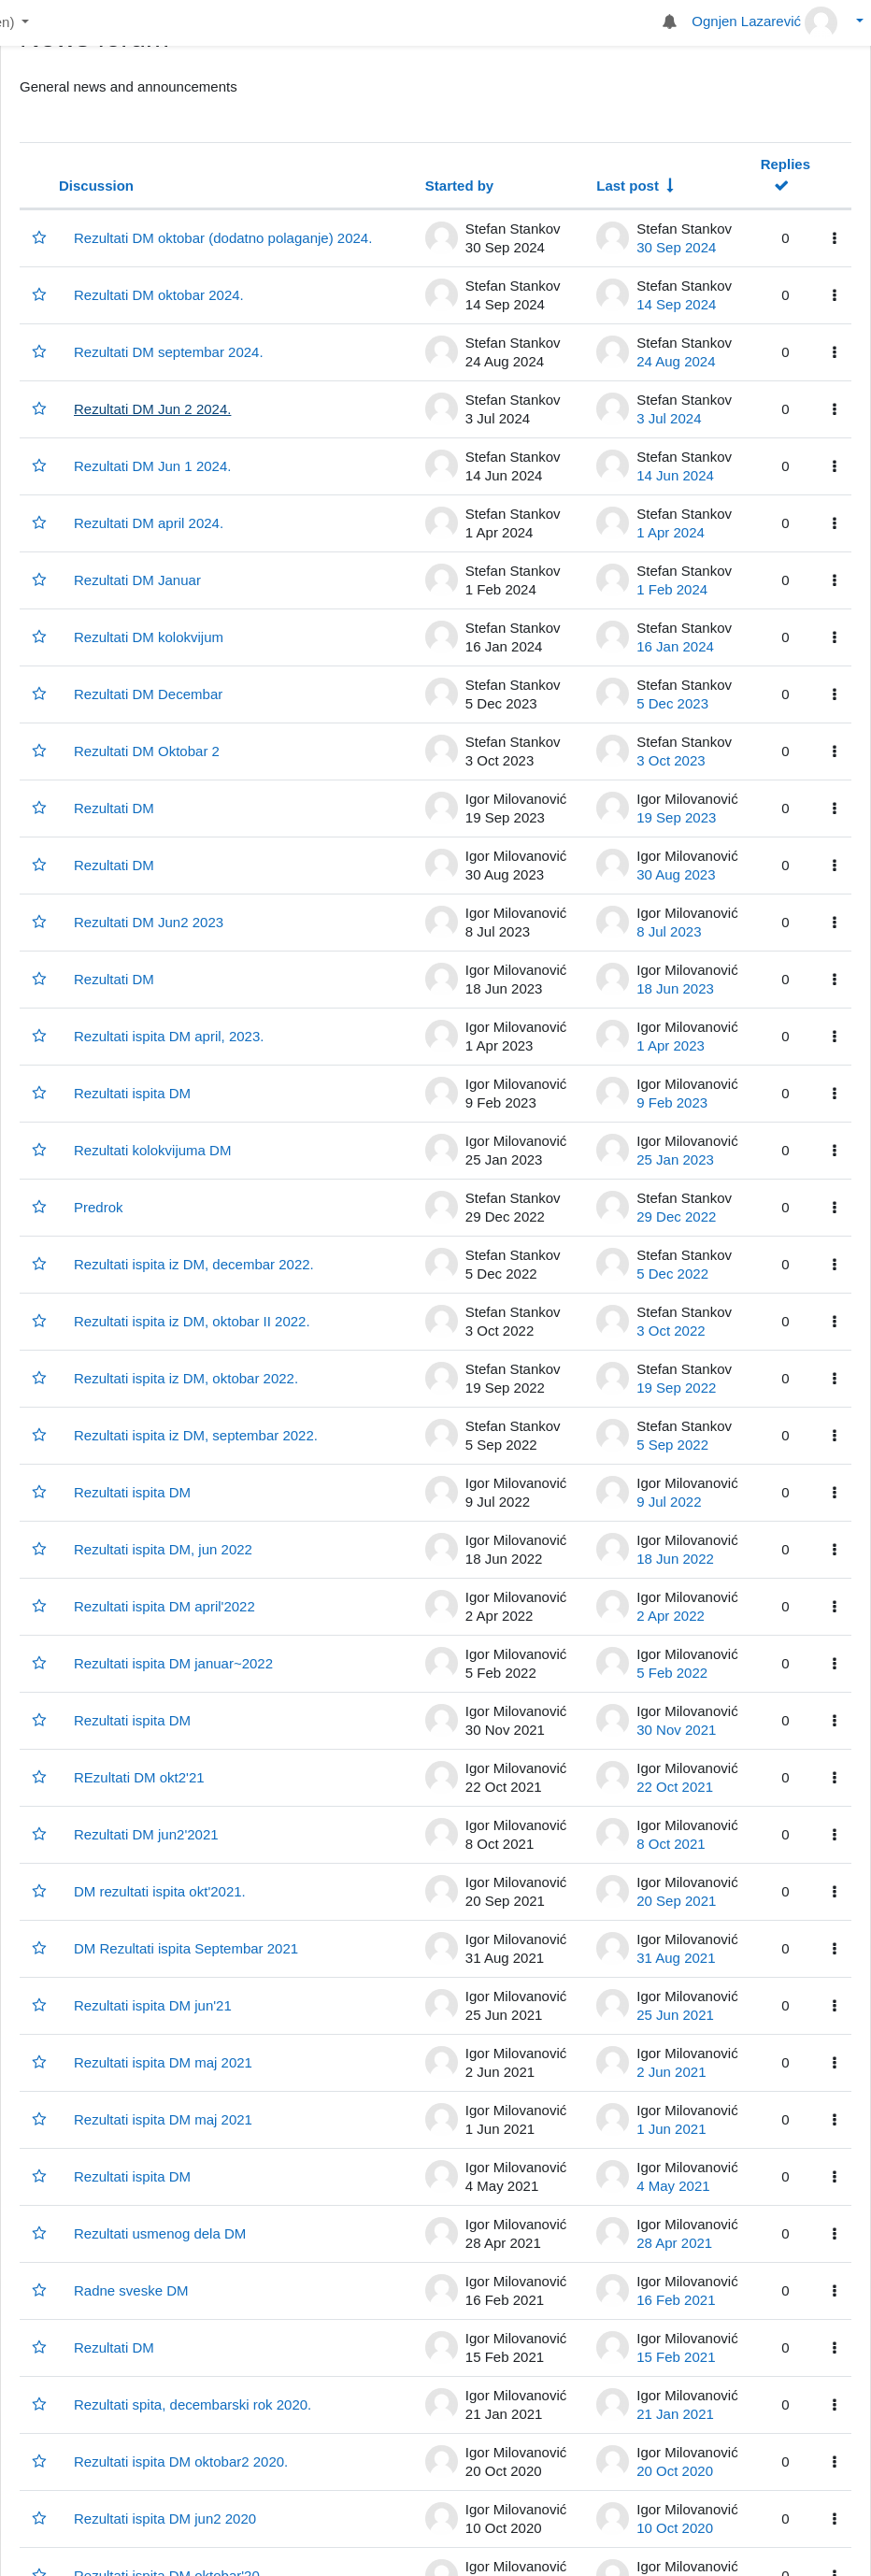 en)
Ognjen Lazarević
News forum
General news and announcements
Replies
Discussion Started by Last post
Rezultati DM oktobar (dodatno polaganje) 2024. Stefan Stankov 30 Sep 2024 Stefan Stankov 30 Sep 2024 0
Rezultati DM oktobar 2024. Stefan Stankov 14 Sep 2024 Stefan Stankov 14 Sep 2024 0
Rezultati DM septembar 2024. Stefan Stankov 24 Aug 2024 Stefan Stankov 24 Aug 2024 0
Rezultati DM Jun 2 2024. Stefan Stankov 3 Jul 2024 Stefan Stankov 3 Jul 2024 0
Rezultati DM Jun 1 2024. Stefan Stankov 14 Jun 2024 Stefan Stankov 14 Jun 2024 0
Rezultati DM april 2024. Stefan Stankov 1 Apr 2024 Stefan Stankov 1 Apr 2024 0
Rezultati DM Januar Stefan Stankov 1 Feb 2024 Stefan Stankov 1 Feb 2024 0
Rezultati DM kolokvijum Stefan Stankov 16 Jan 2024 Stefan Stankov 16 Jan 2024 0
Rezultati DM Decembar Stefan Stankov 5 Dec 2023 Stefan Stankov 5 Dec 2023 0
Rezultati DM Oktobar 2 Stefan Stankov 3 Oct 2023 Stefan Stankov 3 Oct 2023 0
Rezultati DM Igor Milovanović 19 Sep 2023 Igor Milovanović 19 Sep 2023 0
Rezultati DM Igor Milovanović 30 Aug 2023 Igor Milovanović 30 Aug 2023 0
Rezultati DM Jun2 2023 Igor Milovanović 8 Jul 2023 Igor Milovanović 8 Jul 2023 0
Rezultati DM Igor Milovanović 18 Jun 2023 Igor Milovanović 18 Jun 2023 0
Rezultati ispita DM april, 2023. Igor Milovanović 1 Apr 2023 Igor Milovanović 1 Apr 2023 0
Rezultati ispita DM Igor Milovanović 9 Feb 2023 Igor Milovanović 9 Feb 2023 0
Rezultati kolokvijuma DM Igor Milovanović 25 Jan 2023 Igor Milovanović 25 Jan 2023 0
Predrok Stefan Stankov 29 Dec 2022 Stefan Stankov 29 Dec 2022 0
Rezultati ispita iz DM, decembar 2022. Stefan Stankov 5 Dec 2022 Stefan Stankov 5 Dec 2022 0
Rezultati ispita iz DM, oktobar II 2022. Stefan Stankov 3 Oct 2022 Stefan Stankov 3 Oct 2022 0
Rezultati ispita iz DM, oktobar 2022. Stefan Stankov 19 Sep 2022 Stefan Stankov 19 Sep 2022 0
Rezultati ispita iz DM, septembar 2022. Stefan Stankov 5 Sep 2022 Stefan Stankov 5 Sep 2022 0
Rezultati ispita DM Igor Milovanović 9 Jul 2022 Igor Milovanović 9 Jul 2022 0
Rezultati ispita DM, jun 2022 Igor Milovanović 18 Jun 2022 Igor Milovanović 18 Jun 2022 0
Rezultati ispita DM april'2022 Igor Milovanović 2 Apr 2022 Igor Milovanović 2 Apr 2022 0
Rezultati ispita DM januar~2022 Igor Milovanović 5 Feb 2022 Igor Milovanović 5 Feb 2022 0
Rezultati ispita DM Igor Milovanović 30 Nov 2021 Igor Milovanović 30 Nov 2021 0
REzultati DM okt2'21 Igor Milovanović 22 Oct 2021 Igor Milovanović 22 Oct 2021 0
Rezultati DM jun2'2021 Igor Milovanović 8 Oct 2021 Igor Milovanović 8 Oct 2021 0
DM rezultati ispita okt'2021. Igor Milovanović 20 Sep 2021 Igor Milovanović 20 Sep 2021 0
DM Rezultati ispita Septembar 2021 Igor Milovanović 31 Aug 2021 Igor Milovanović 31 Aug 2021 0
Rezultati ispita DM jun'21 Igor Milovanović 25 Jun 2021 Igor Milovanović 25 Jun 2021 0
Rezultati ispita DM maj 2021 Igor Milovanović 2 Jun 2021 Igor Milovanović 2 Jun 2021 0
Rezultati ispita DM maj 2021 Igor Milovanović 1 Jun 2021 Igor Milovanović 1 Jun 2021 0
Rezultati ispita DM Igor Milovanović 4 May 2021 Igor Milovanović 4 May 2021 0
Rezultati usmenog dela DM Igor Milovanović 28 Apr 2021 Igor Milovanović 28 Apr 2021 0
Radne sveske DM Igor Milovanović 16 Feb 2021 Igor Milovanović 16 Feb 2021 0
Rezultati DM Igor Milovanović 15 Feb 2021 Igor Milovanović 15 Feb 2021 0
Rezultati spita, decembarski rok 2020. Igor Milovanović 21 Jan 2021 Igor Milovanović 21 Jan 2021 0
Rezultati ispita DM oktobar2 2020. Igor Milovanović 20 Oct 2020 Igor Milovanović 20 Oct 2020 0
Rezultati ispita DM jun2 2020 Igor Milovanović 10 Oct 2020 Igor Milovanović 10 Oct 2020 0
Rezultati ispita DM oktobar'20 Igor Milovanović Igor Milovanović 0